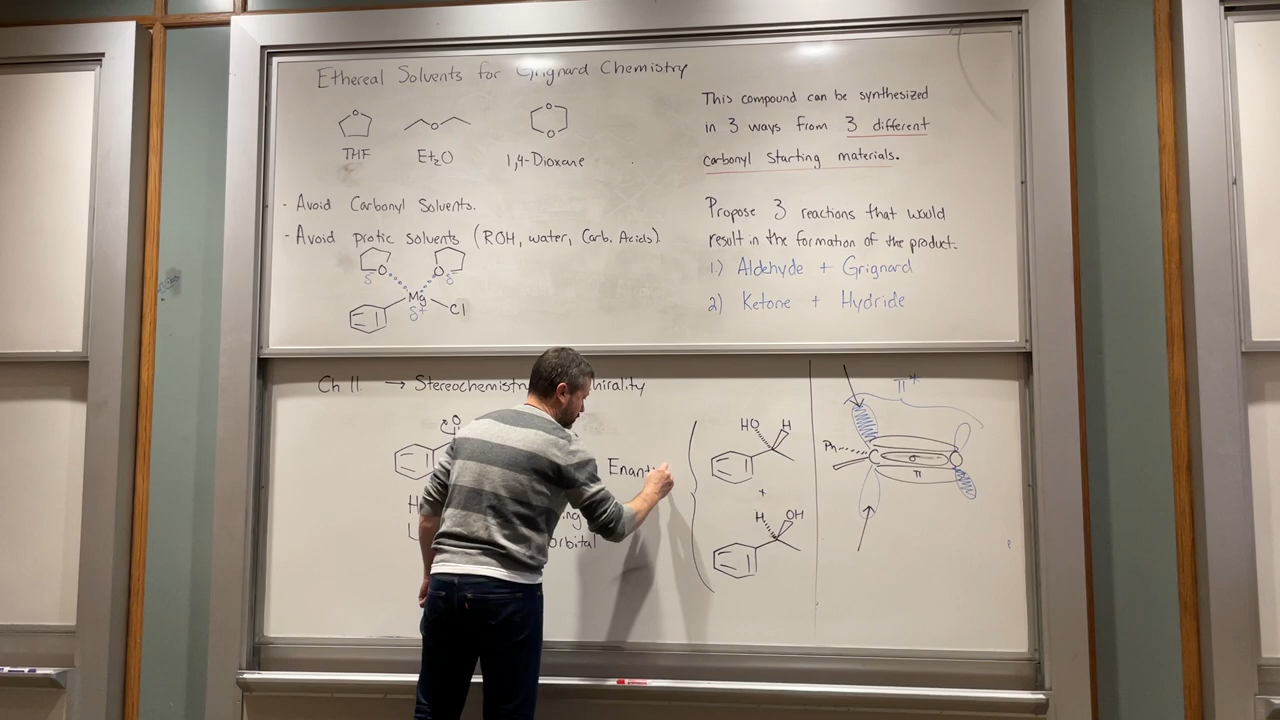 Ethereal Solvents for Grignard Chemistry
O
O
O
O
THF
Et2O
1,4-Dioxane
- Avoid Carbonyl Solvents.
- Avoid protic solvents (ROH, water, Carb. Acids).
O
O
δ
δ
Mg
δ+
Cl
This compound can be synthesized
in 3 ways from 3 different
carbonyl starting materials.
Propose 3 reactions that would
result in the formation of the product.
1.) Aldehyde + Grignard
2) Ketone + Hydride
Ch 11. → Stereochemistry
O
H
orbital
HO
H
+
H
OH
π*
Ph
C
σ
O
π